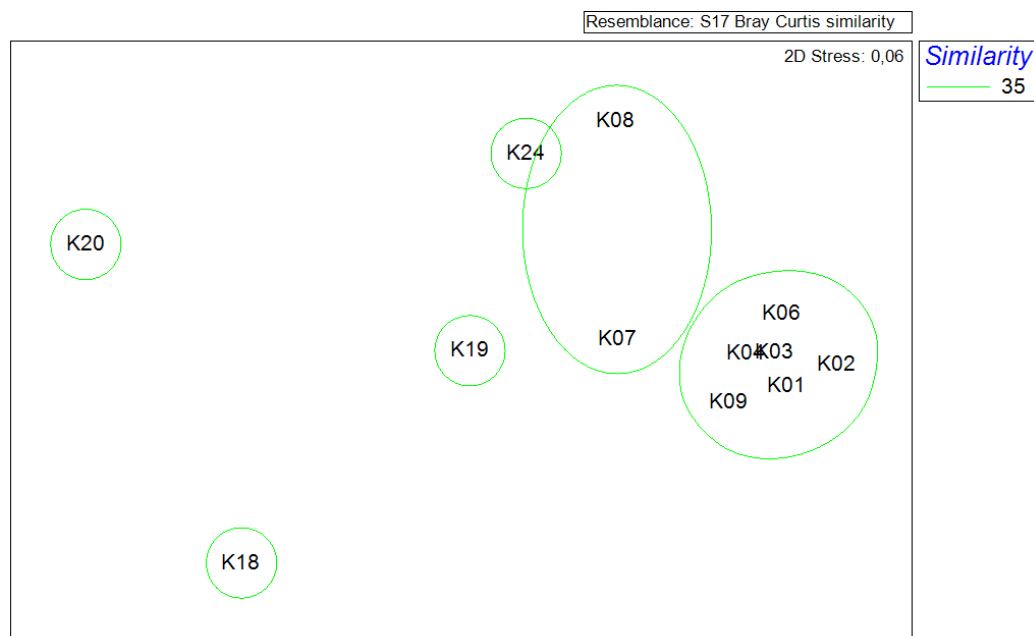 Resemblance: S17 Bray Curtis similarity
2D Stress: 0,06
Similarity
35
K08
K24
K20
K06
K07
K19
K04
K03
K02
K01
K09
K18